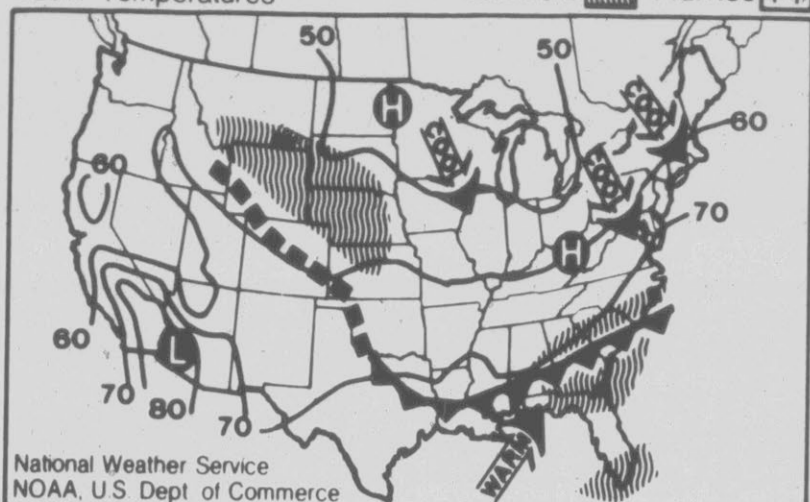 Temperatures
50
50
H
COOL
COOL
60
60
COOL
70
H
60
L
70
80
70
WARM
National Weather Service
NOAA, U.S. Dept of Commerce